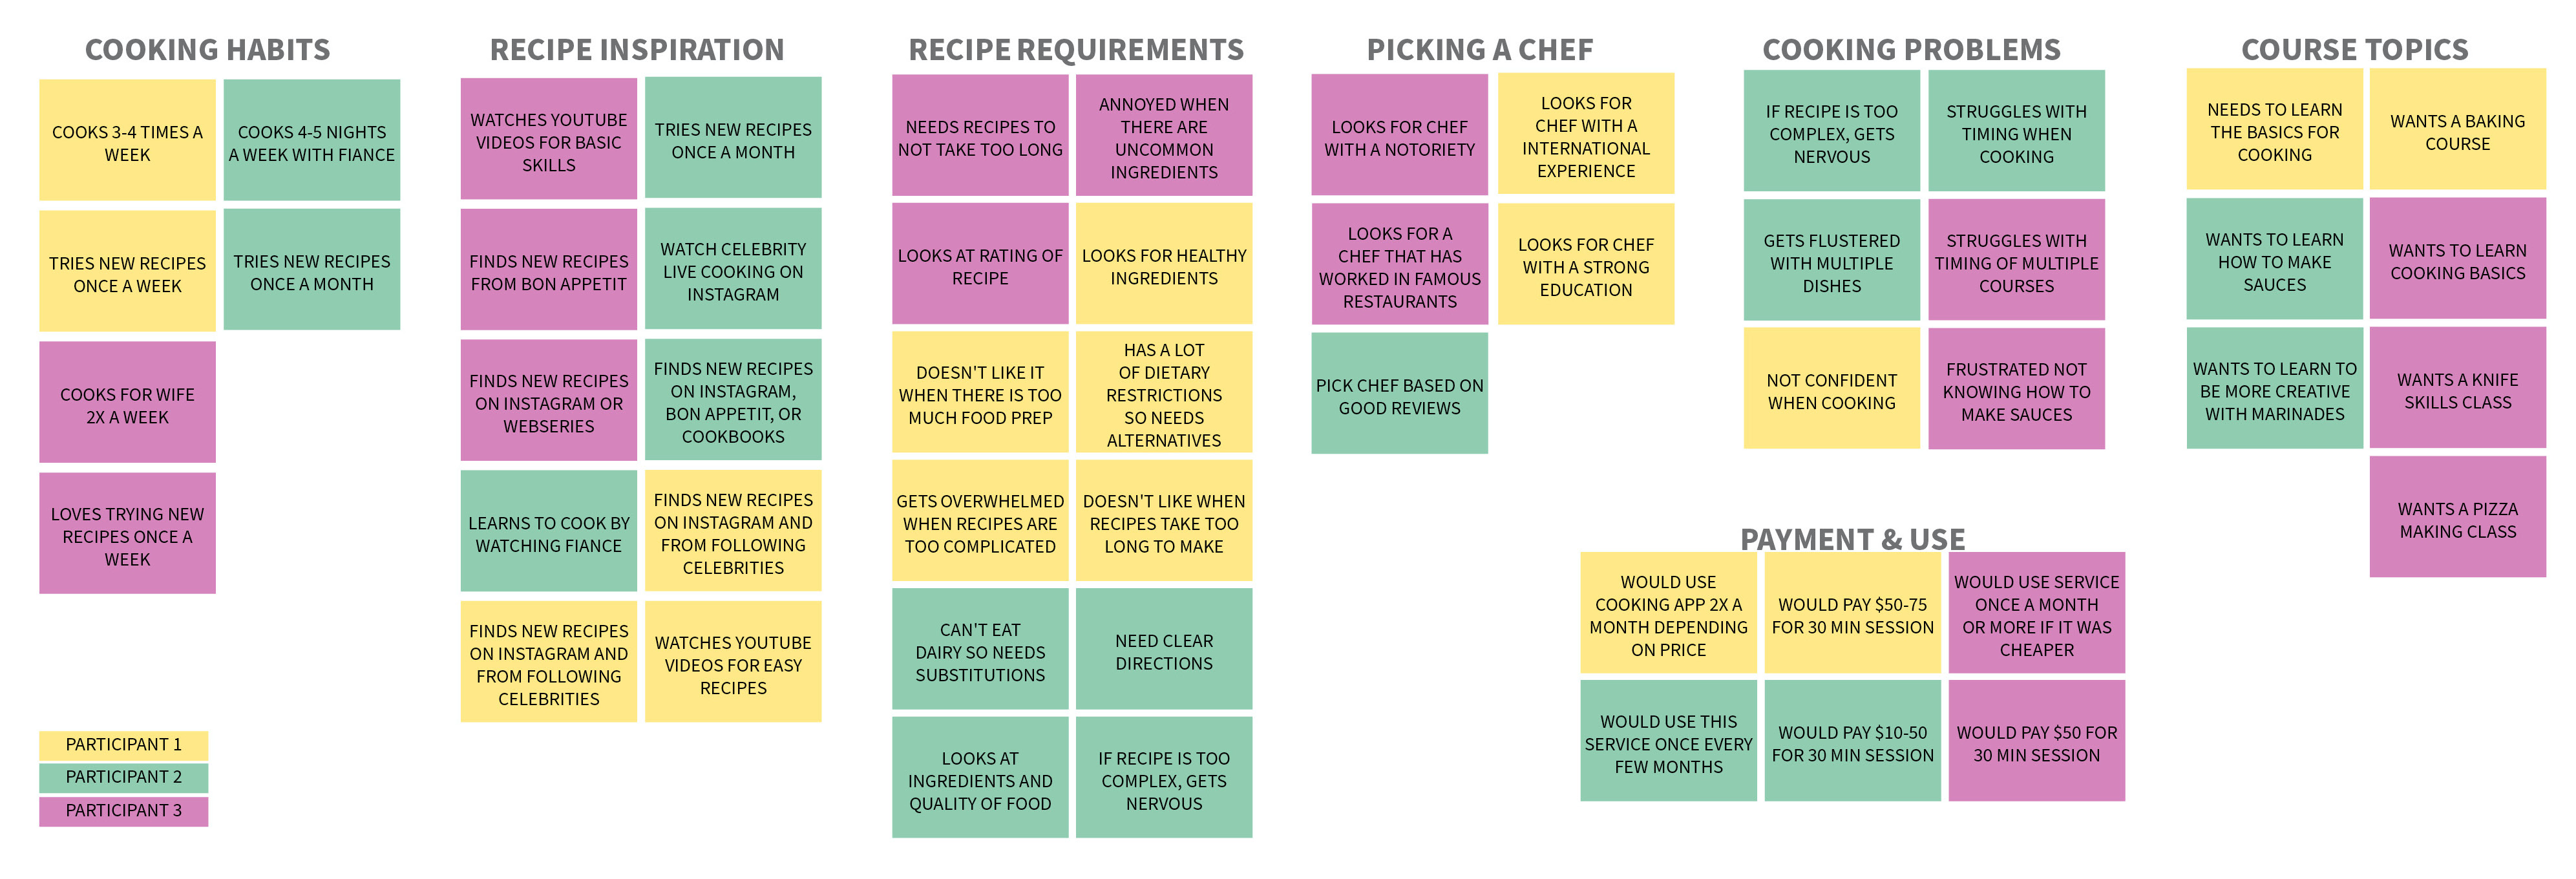 COOKING HABITS
COOKS 3-4 TIMES A
WEEK
COOKS 4-5 NIGHTS
A WEEK WITH FIANCE
TRIES NEW RECIPES
ONCE A WEEK
TRIES NEW RECIPES
ONCE A MONTH
COOKS FOR WIFE
2X A WEEK
LOVES TRYING NEW
RECIPES ONCE A
WEEK
PARTICIPANT 1
PARTICIPANT 2
PARTICIPANT 3
RECIPE INSPIRATION
WATCHES YOUTUBE
VIDEOS FOR BASIC
SKILLS
TRIES NEW RECIPES
ONCE A MONTH
FINDS NEW RECIPES
FROM BON APPETIT
WATCH CELEBRITY
LIVE COOKING ON
INSTAGRAM
FINDS NEW RECIPES
ON INSTAGRAM OR
WEBSERIES
FINDS NEW RECIPES
ON INSTAGRAM,
BON APPETIT, OR
COOKBOOKS
LEARNS TO COOK BY
WATCHING FIANCE
FINDS NEW RECIPES
ON INSTAGRAM AND
FROM FOLLOWING
CELEBRITIES
FINDS NEW RECIPES
ON INSTAGRAM AND
FROM FOLLOWING
CELEBRITIES
WATCHES YOUTUBE
VIDEOS FOR EASY
RECIPES
RECIPE REQUIREMENTS
NEEDS RECIPES TO
NOT TAKE TOO LONG
ANNOYED WHEN
THERE ARE
UNCOMMON
INGREDIENTS
LOOKS AT RATING OF
RECIPE
LOOKS FOR HEALTHY
INGREDIENTS
DOESN'T LIKE IT
WHEN THERE IS TOO
MUCH FOOD PREP
HAS A LOT
OF DIETARY
RESTRICTIONS
SO NEEDS
ALTERNATIVES
GETS OVERWHELMED
WHEN RECIPES ARE
TOO COMPLICATED
DOESN'T LIKE WHEN
RECIPES TAKE TOO
LONG TO MAKE
CAN'T EAT
DAIRY SO NEEDS
SUBSTITUTIONS
NEED CLEAR
DIRECTIONS
LOOKS AT
INGREDIENTS AND
QUALITY OF FOOD
IF RECIPE IS TOO
COMPLEX, GETS
NERVOUS
PICKING A CHEF
LOOKS FOR CHEF
WITH A NOTORIETY
LOOKS FOR
CHEF WITH A
INTERNATIONAL
EXPERIENCE
LOOKS FOR A
CHEF THAT HAS
WORKED IN FAMOUS
RESTAURANTS
LOOKS FOR CHEF
WITH A STRONG
EDUCATION
PICK CHEF BASED ON
GOOD REVIEWS
COOKING PROBLEMS
IF RECIPE IS TOO
COMPLEX, GETS
NERVOUS
STRUGGLES WITH
TIMING WHEN
COOKING
GETS FLUSTERED
WITH MULTIPLE
DISHES
STRUGGLES WITH
TIMING OF MULTIPLE
COURSES
NOT CONFIDENT
WHEN COOKING
FRUSTRATED NOT
KNOWING HOW TO
MAKE SAUCES
COURSE TOPICS
NEEDS TO LEARN
THE BASICS FOR
COOKING
WANTS A BAKING
COURSE
WANTS TO LEARN
HOW TO MAKE
SAUCES
WANTS TO LEARN
COOKING BASICS
WANTS TO LEARN TO
BE MORE CREATIVE
WITH MARINADES
WANTS A KNIFE
SKILLS CLASS
WANTS A PIZZA
MAKING CLASS
PAYMENT & USE
WOULD USE
COOKING APP 2X A
MONTH DEPENDING
ON PRICE
WOULD PAY $50-75
FOR 30 MIN SESSION
WOULD USE SERVICE
ONCE A MONTH
OR MORE IF IT WAS
CHEAPER
WOULD USE THIS
SERVICE ONCE EVERY
FEW MONTHS
WOULD PAY $10-50
FOR 30 MIN SESSION
WOULD PAY $50 FOR
30 MIN SESSION